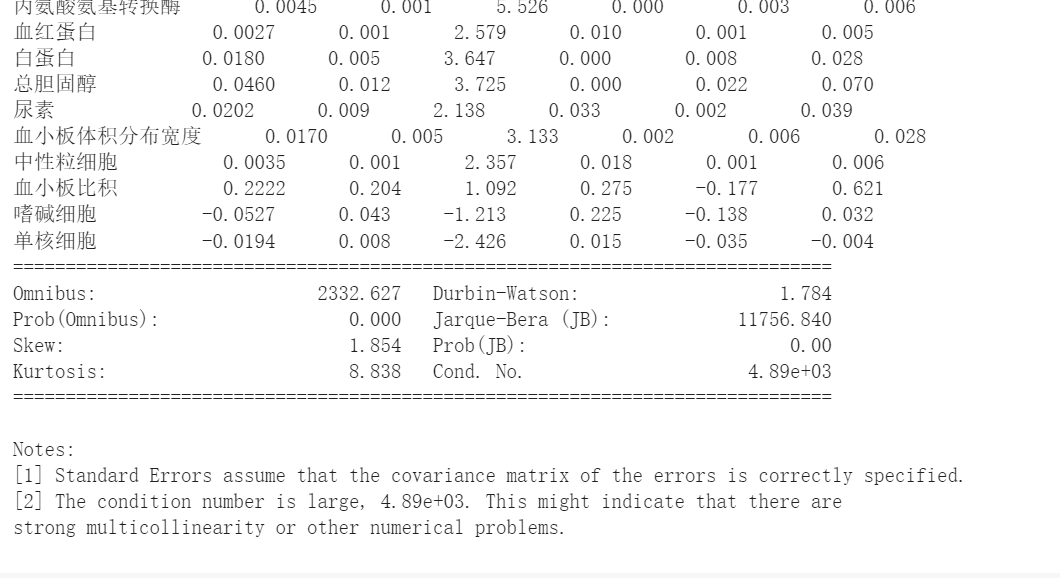 丙氨酸氨基转换酶 0.0045 0.001 5.526 0.000 0.003 0.006
血红蛋白 0.0027 0.001 2.579 0.010 0.001 0.005
白蛋白 0.0180 0.005 3.647 0.000 0.008 0.028
总胆固醇 0.0460 0.012 3.725 0.000 0.022 0.070
尿素 0.0202 0.009 2.138 0.033 0.002 0.039
血小板体积分布宽度 0.0170 0.005 3.133 0.002 0.006 0.028
中性粒细胞 0.0035 0.001 2.357 0.018 0.001 0.006
血小板比积 0.2222 0.204 1.092 0.275 -0.177 0.621
嗜碱细胞 -0.0527 0.043 -1.213 0.225 -0.138 0.032
单核细胞 -0.0194 0.008 -2.426 0.015 -0.035 -0.004
==============================================================================
Omnibus: 2332.627 Durbin-Watson: 1.784
Prob(Omnibus): 0.000 Jarque-Bera (JB): 11756.840
Skew: 1.854 Prob(JB): 0.00
Kurtosis: 8.838 Cond. No. 4.89e+03
==============================================================================
Notes:
[1] Standard Errors assume that the covariance matrix of the errors is correctly specified.
[2] The condition number is large, 4.89e+03. This might indicate that there are
strong multicollinearity or other numerical problems.